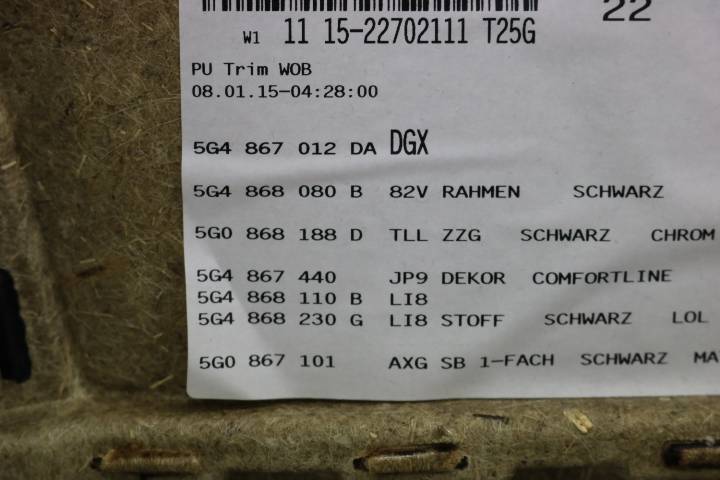 22
W1 11 15-22702111 T25G
PU Trim WOB
08.01.15-04:28:00
5G4 867 012 DA DGX
5G4 868 080 B 82V RAHMEN SCHWARZ
5G0 868 188 D TLL ZZG SCHWARZ CHROM
5G4 867 440 JP9 DEKOR COMFORTLINE
5G4 868 110 B LI8
5G4 868 230 G LI8 STOFF SCHWARZ LOL
5G0 867 101 AXG SB 1-FACH SCHWARZ